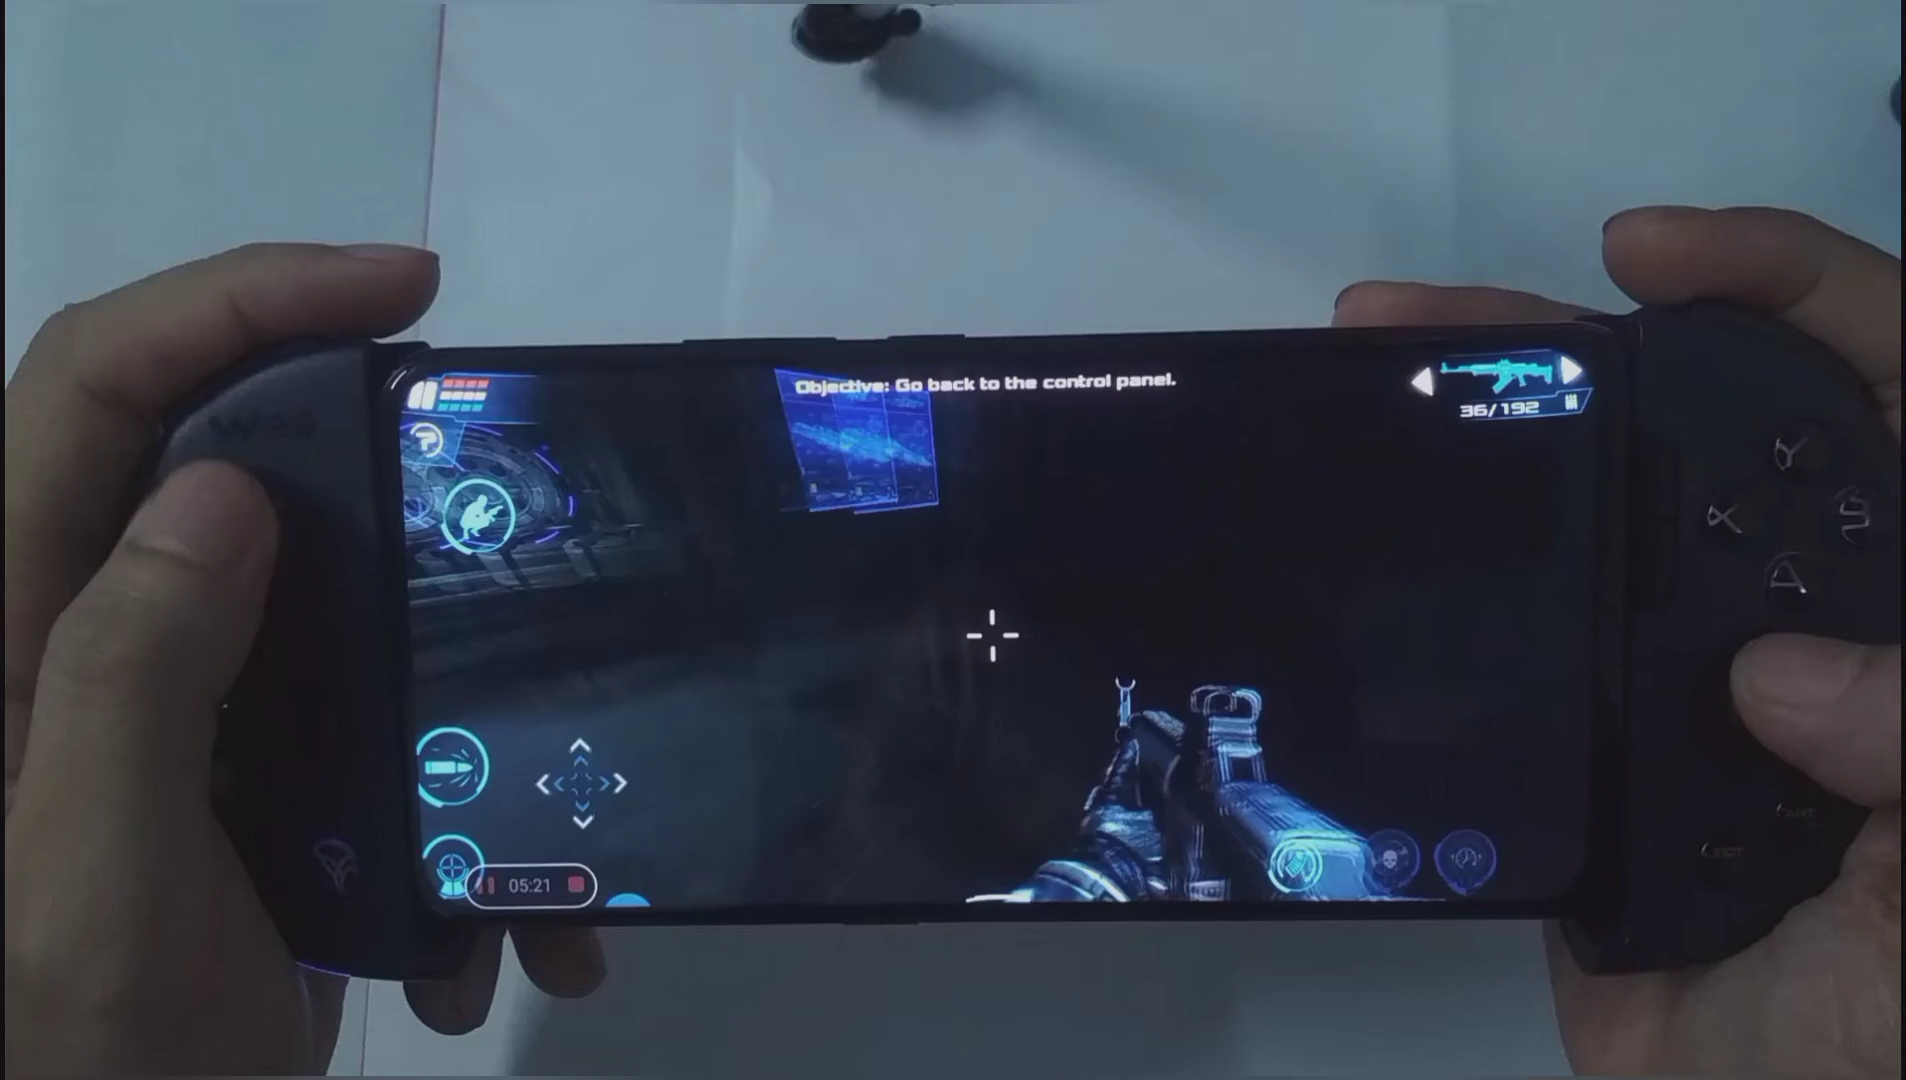 Objective: Go back to the control panel.
36/192
?
Y
X
B
A
05:21